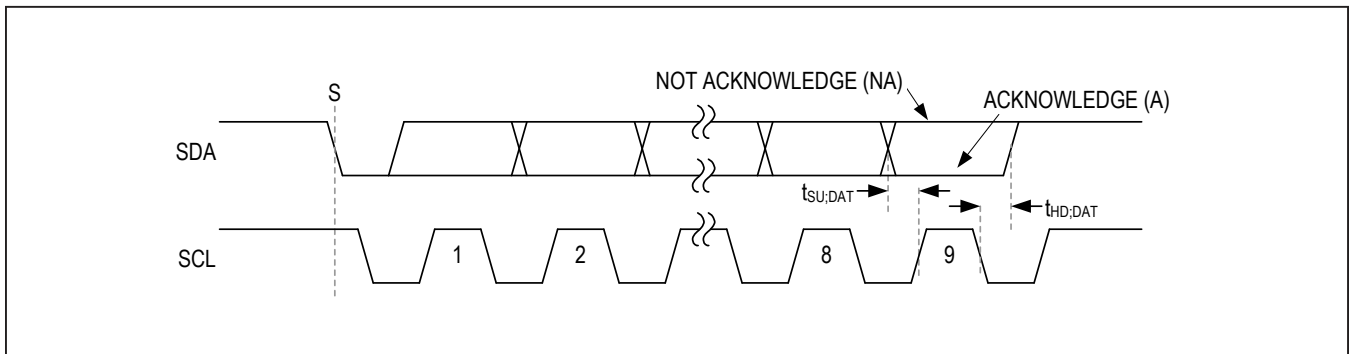 S
NOT ACKNOWLEDGE (NA)
ACKNOWLEDGE (A)
SDA
tSU;DAT
tHD;DAT
SCL
1
2
8
9